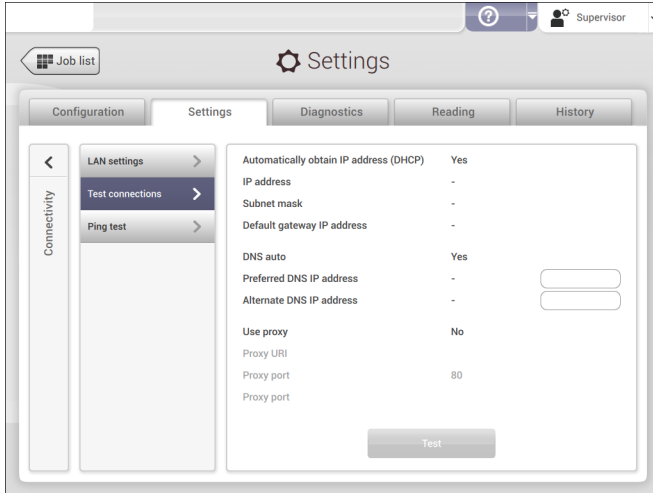 ?
Supervisor
Job list
Settings
Configuration
Settings
Diagnostics
Reading
History
Connectivity
LAN settings
Test connections
Ping test
Automatically obtain IP address (DHCP) Yes
IP address -
Subnet mask -
Default gateway IP address -
DNS auto Yes
Preferred DNS IP address -
Alternate DNS IP address -
Use proxy No
Proxy URI
Proxy port 80
Proxy port
Test